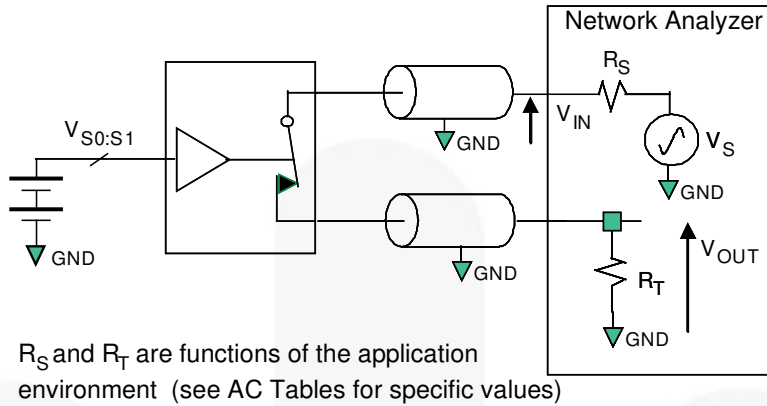 Network Analyzer
R_S
V_S0:S1
GND
V_IN
V_S
GND
GND
GND
V_OUT
R_T
GND
R_S and R_T are functions of the application
environment (see AC Tables for specific values)